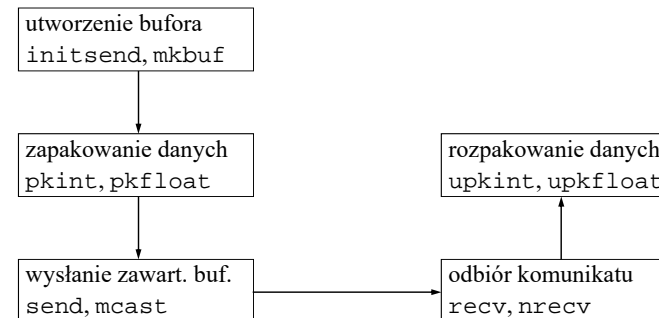 utworzenie bufora
initsend, mkbuf
zapakowanie danych
pkint, pkfloat
rozpakowanie danych
upkint, upkfloat
wysłanie zawart. buf.
send, mcast
odbiór komunikatu
recv, nrecv